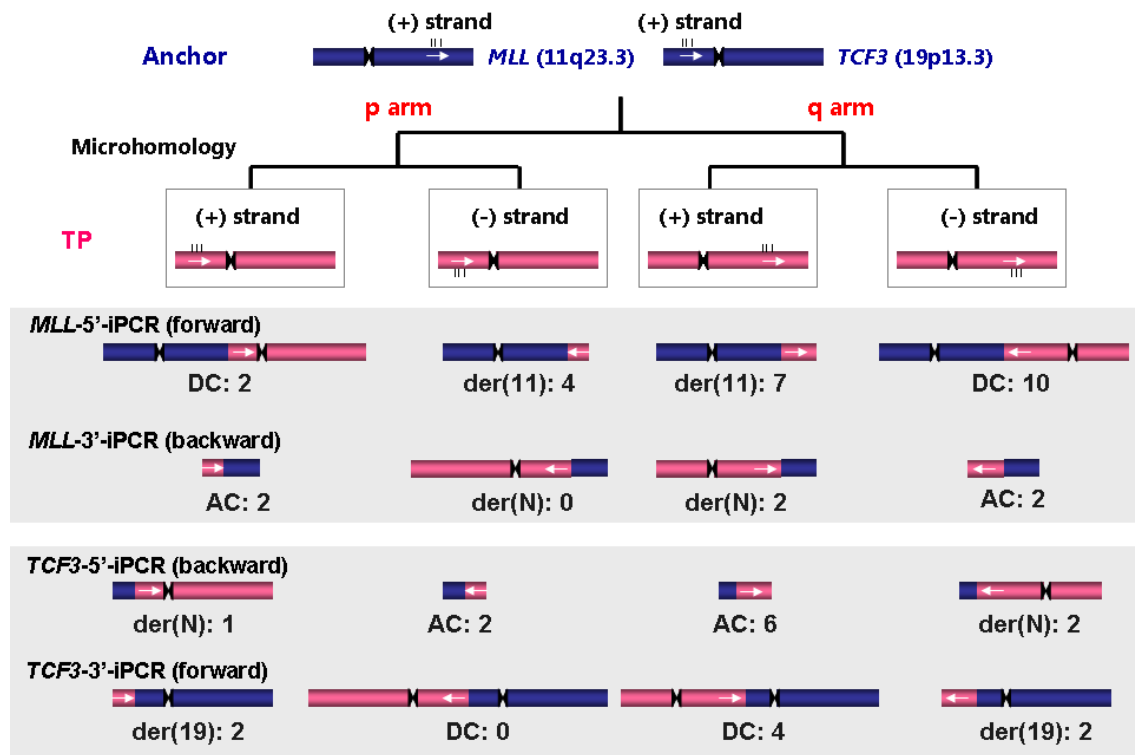 (+) strand (+) strand
Anchor MLL (11q23.3) TCF3 (19p13.3)
p arm q arm
Microhomology
(+) strand (-) strand (+) strand (-) strand
TP
MLL-5'-iPCR (forward)
DC: 2 der(11): 4 der(11): 7 DC: 10
MLL-3'-iPCR (backward)
AC: 2 der(N): 0 der(N): 2 AC: 2
TCF3-5'-iPCR (backward)
der(N): 1 AC: 2 AC: 6 der(N): 2
TCF3-3'-iPCR (forward)
der(19): 2 DC: 0 DC: 4 der(19): 2